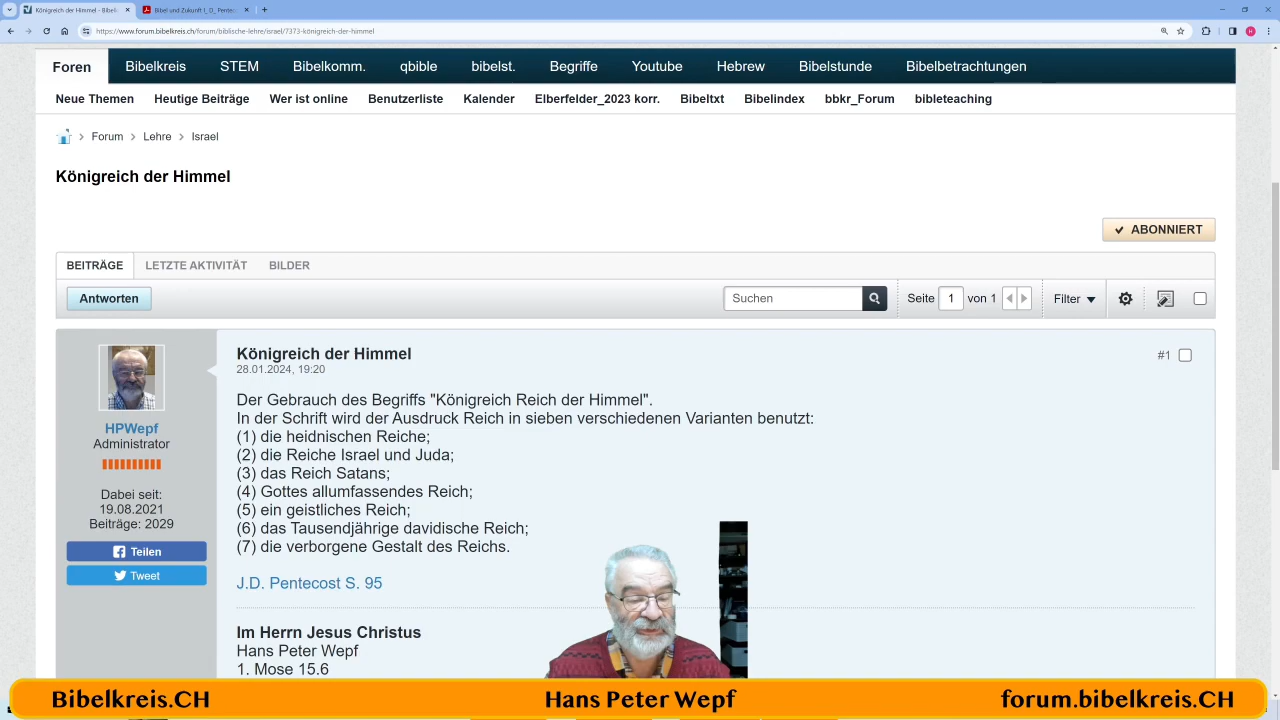 Königreich der Himmel - Bibeli
Bibel und Zukunft I_D_ Pentec
https://www.forum.bibelkreis.ch/forum/biblische-lehre/israel/7373-königreich-der-himmel
Foren Bibelkreis STEM Bibelkomm. qbible bibelst. Begriffe Youtube Hebrew Bibelstunde Bibelbetrachtungen
Neue Themen Heutige Beiträge Wer ist online Benutzerliste Kalender Elberfelder_2023 korr. Bibeltxt Bibelindex bbkr_Forum bibleteaching
Forum Lehre Israel
Königreich der Himmel
ABONNIERT
BEITRÄGE LETZTE AKTIVITÄT BILDER
Antworten Suchen Seite 1 von 1 Filter
Königreich der Himmel #1
28.01.2024, 19:20
HPWepf
Administrator
Dabei seit:
19.08.2021
Beiträge: 2029
Teilen
Tweet
Der Gebrauch des Begriffs "Königreich Reich der Himmel".
In der Schrift wird der Ausdruck Reich in sieben verschiedenen Varianten benutzt:
(1) die heidnischen Reiche;
(2) die Reiche Israel und Juda;
(3) das Reich Satans;
(4) Gottes allumfassendes Reich;
(5) ein geistliches Reich;
(6) das Tausendjährige davidische Reich;
(7) die verborgene Gestalt des Reichs.
J.D. Pentecost S. 95
Im Herrn Jesus Christus
Hans Peter Wepf
1. Mose 15.6
Bibelkreis.CH Hans Peter Wepf forum.bibelkreis.CH